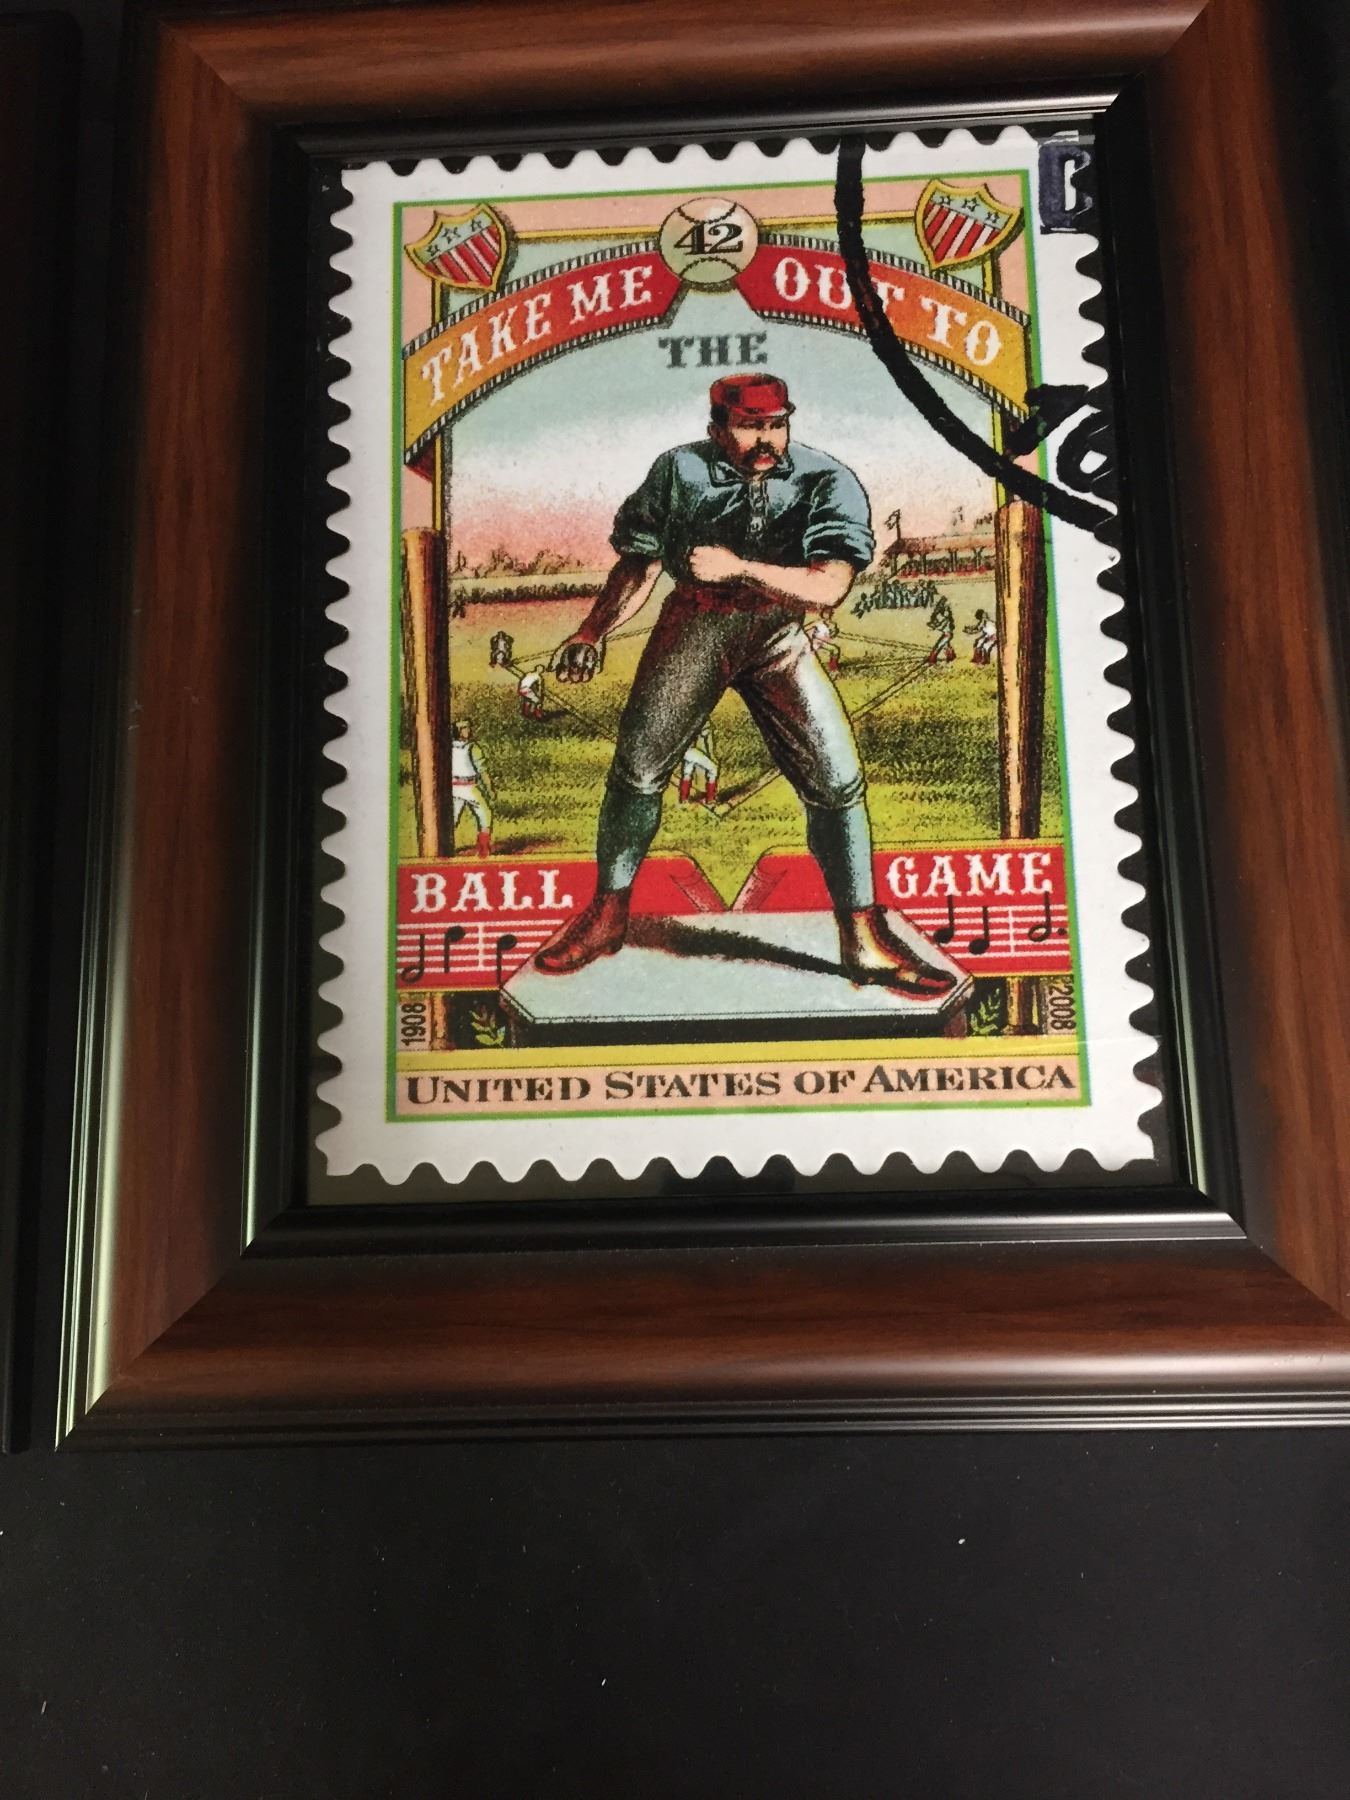 42
TAKE ME OUT TO
THE
BALL GAME
1908 2008
UNITED STATES OF AMERICA